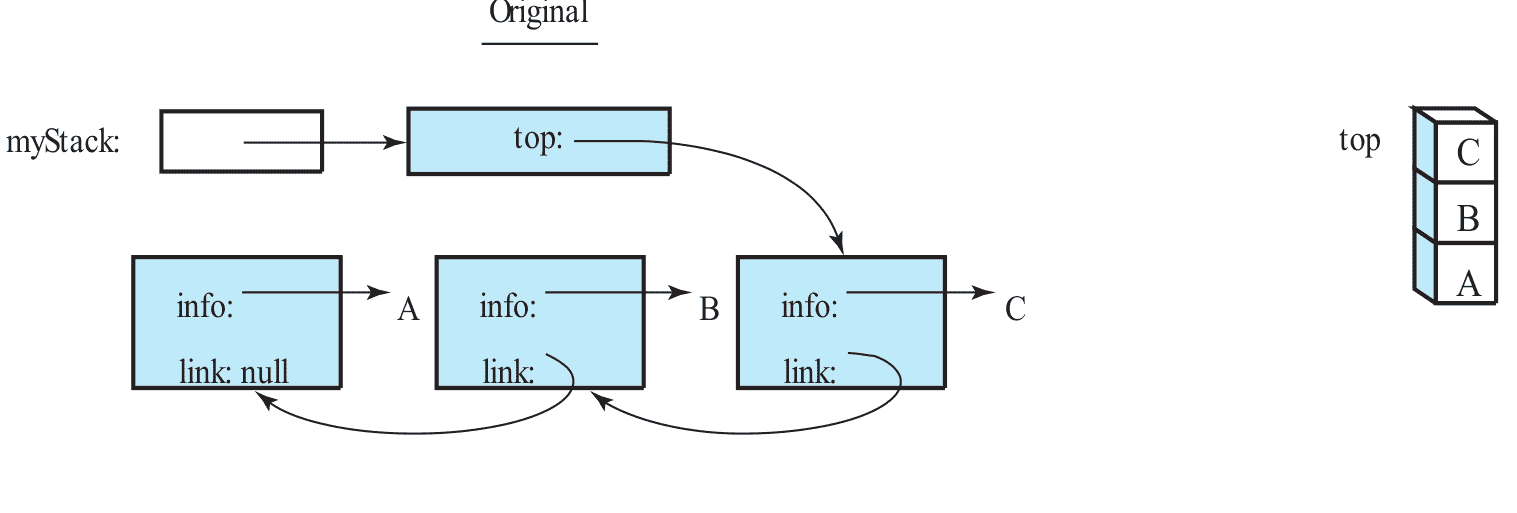 Original
myStack:
top:
top
C
B
A
info:
A
info:
B
info:
C
link: null
link:
link: